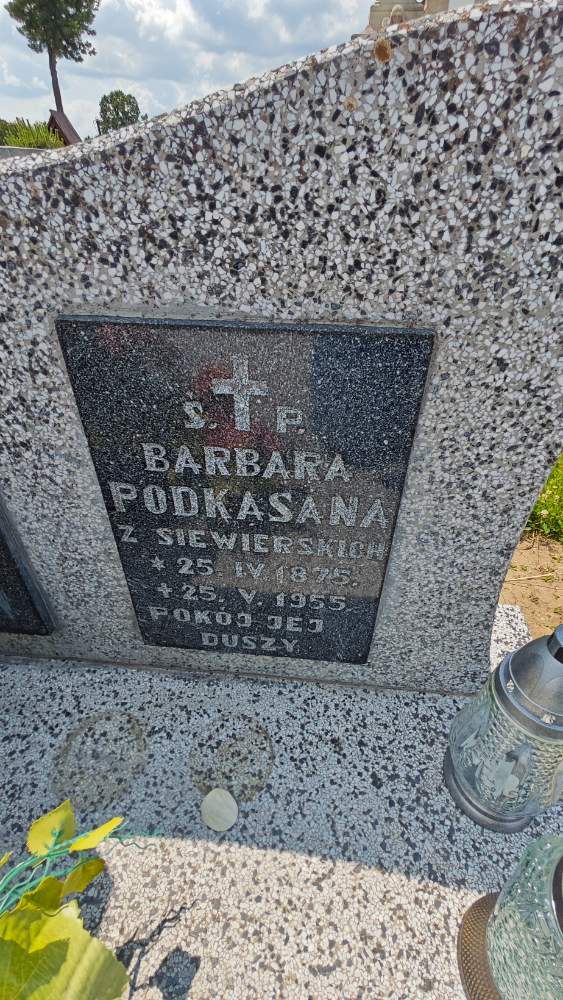 Ś. P.
BARBARA
PODKASANA
Z SIEWIERSKICH
* 25. IV. 1875.
+ 25. V. 1955.
POKÓJ JEJ
DUSZY